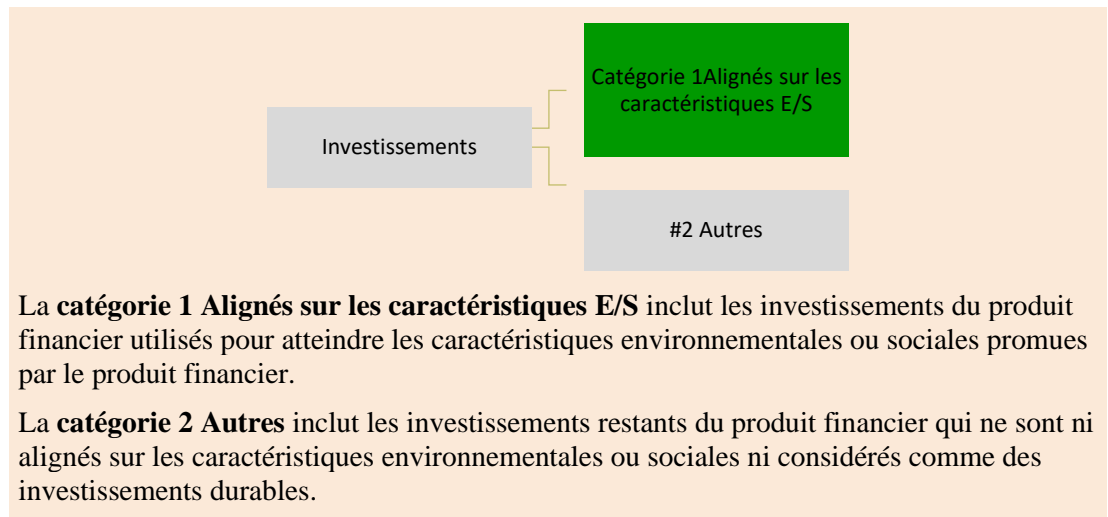 Catégorie 1Alignés sur les
caractéristiques E/S
Investissements
#2 Autres
La catégorie 1 Alignés sur les caractéristiques E/S inclut les investissements du produit
financier utilisés pour atteindre les caractéristiques environnementales ou sociales promues
par le produit financier.
La catégorie 2 Autres inclut les investissements restants du produit financier qui ne sont ni
alignés sur les caractéristiques environnementales ou sociales ni considérés comme des
investissements durables.